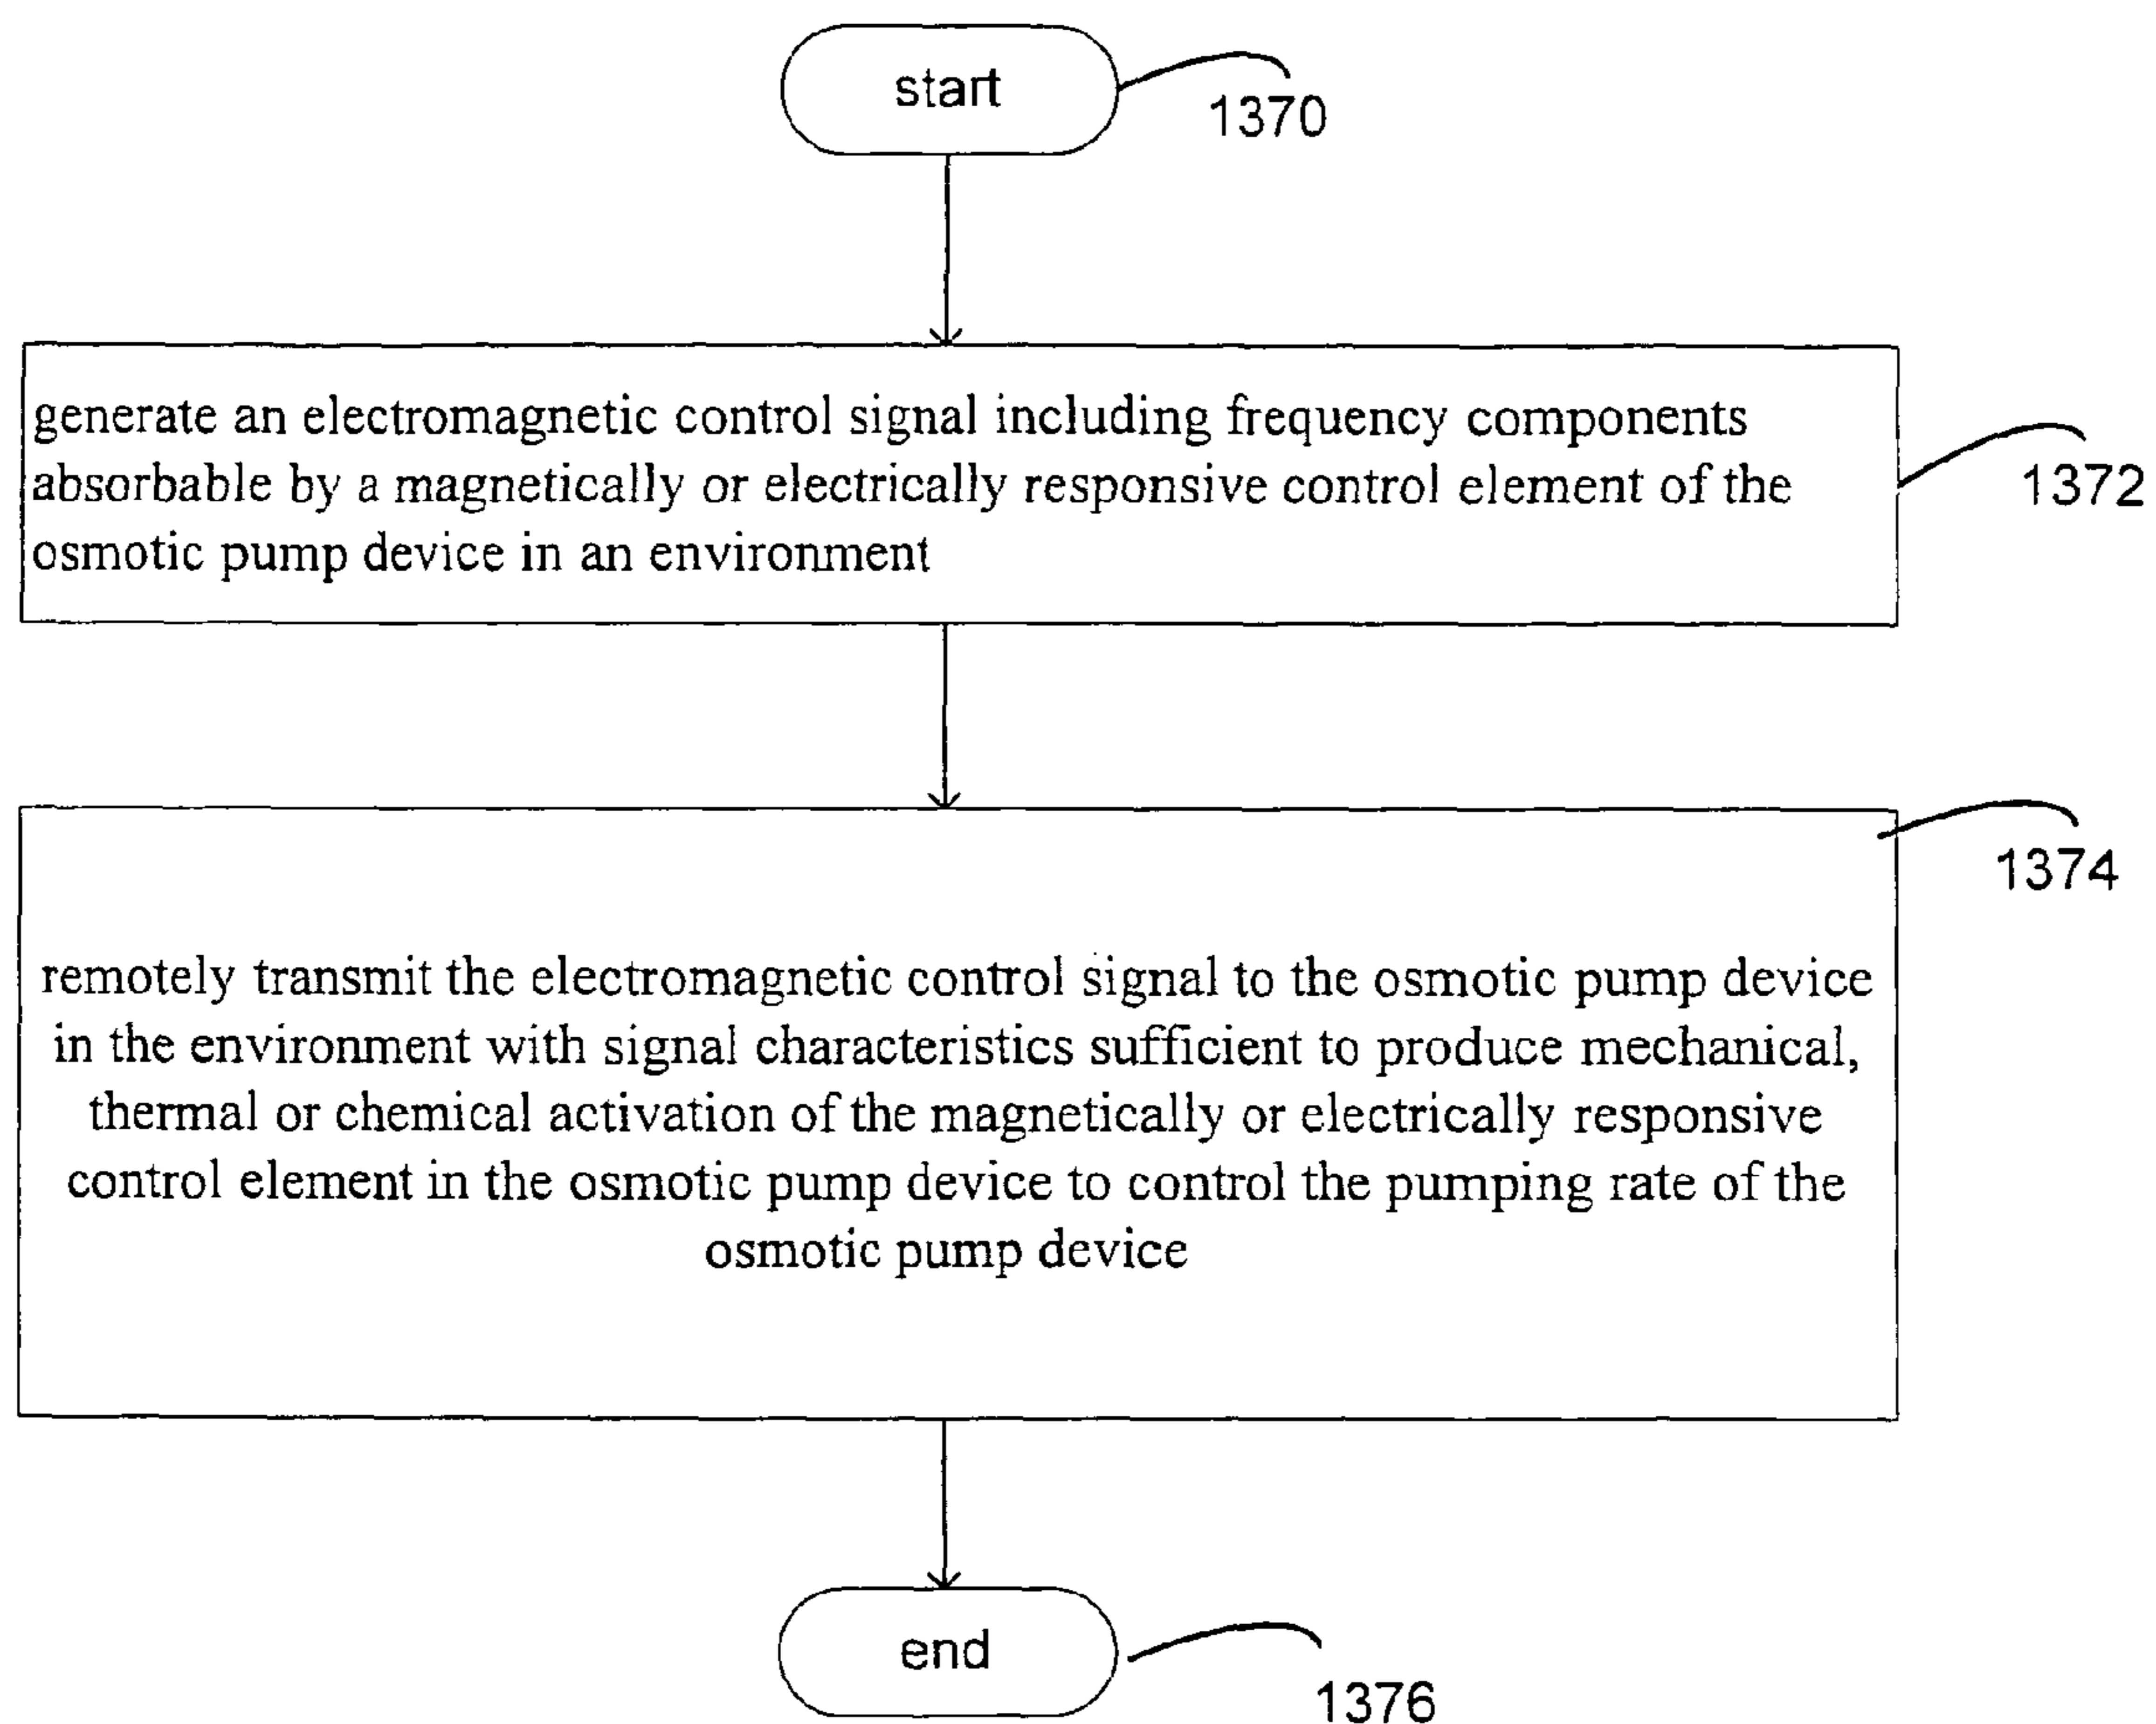 start
1370
generate an electromagnetic control signal including frequency components
absorbable by a magnetically or electrically responsive control element of the
osmotic pump device in an environment
1372
1374
remotely transmit the electromagnetic control signal to the osmotic pump device
in the environment with signal characteristics sufficient to produce mechanical,
thermal or chemical activation of the magnetically or electrically responsive
control element in the osmotic pump device to control the pumping rate of the
osmotic pump device
end
1376